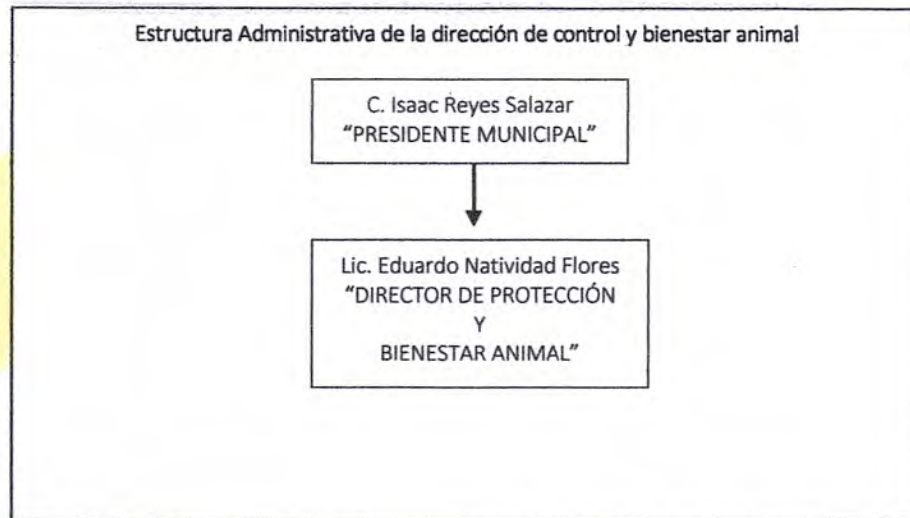 Estructura Administrativa de la dirección de control y bienestar animal
C. Isaac Reyes Salazar
“PRESIDENTE MUNICIPAL”
Lic. Eduardo Natividad Flores
“DIRECTOR DE PROTECCIÓN
Y
BIENESTAR ANIMAL”